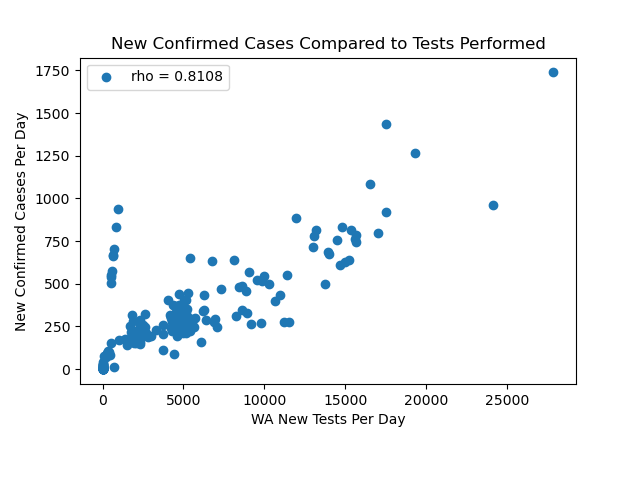 New Confirmed Cases Compared to Tests Performed
rho = 0.8108
New Confirmed Caeses Per Day
1750
1500
1250
1000
750
500
250
0
0 5000 10000 15000 20000 25000
WA New Tests Per Day